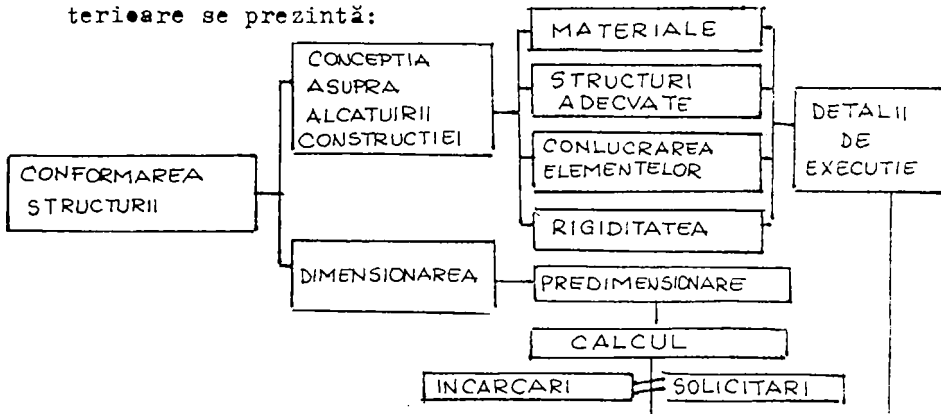 terioare se prezintă:
MATERIALE
CONCEPTIA
ASUPRA
ALCATUIRII
CONSTRUCTIEI
STRUCTURI
ADECVATE
DETALII
DE
EXECUTIE
CONLUCRAREA
ELEMENTELOR
CONFORMAREA
STRUCTURII
RIGIDITATEA
DIMENSIONAREA
PREDIMENSIONARE
CALCUL
INCARCARI
SOLICITARI